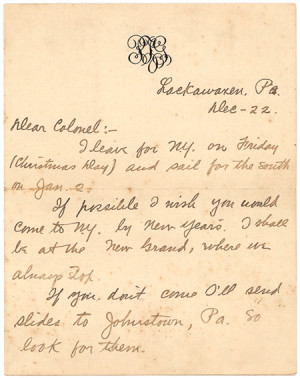 Lackawaxen, Pa.
Dec-22.
Dear Colonel:-
I leave for NY. on Friday
(Christmas Day) and sail for the south
on Jan. 2.
If possible I wish you would
come to NY. by New Years. I shall
be at the New Grand, where we
always stop.
If you don't come I'll send
slides to Johnstown, Pa. So
look for them.